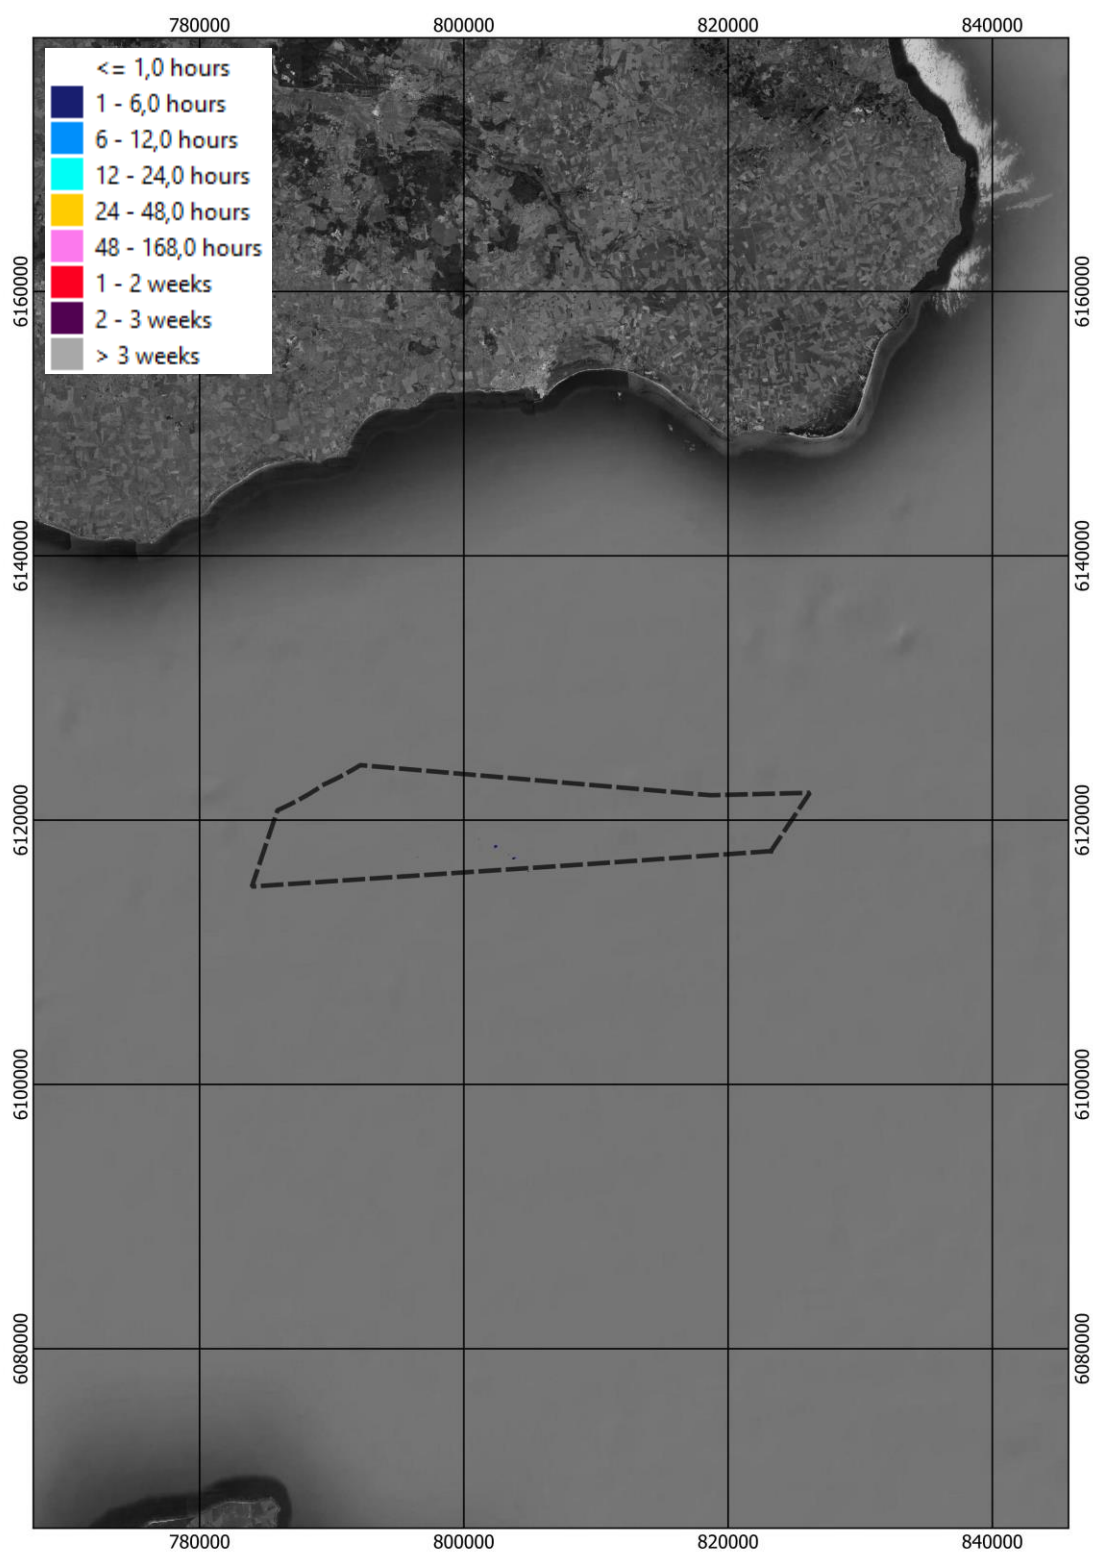 780000 800000 820000 840000
<= 1,0 hours
1 - 6,0 hours
6 - 12,0 hours
12 - 24,0 hours
24 - 48,0 hours
48 - 168,0 hours
1 - 2 weeks
2 - 3 weeks
> 3 weeks
6160000 6160000
6140000 6140000
6120000 6120000
6100000 6100000
6080000 6080000
780000 800000 820000 840000